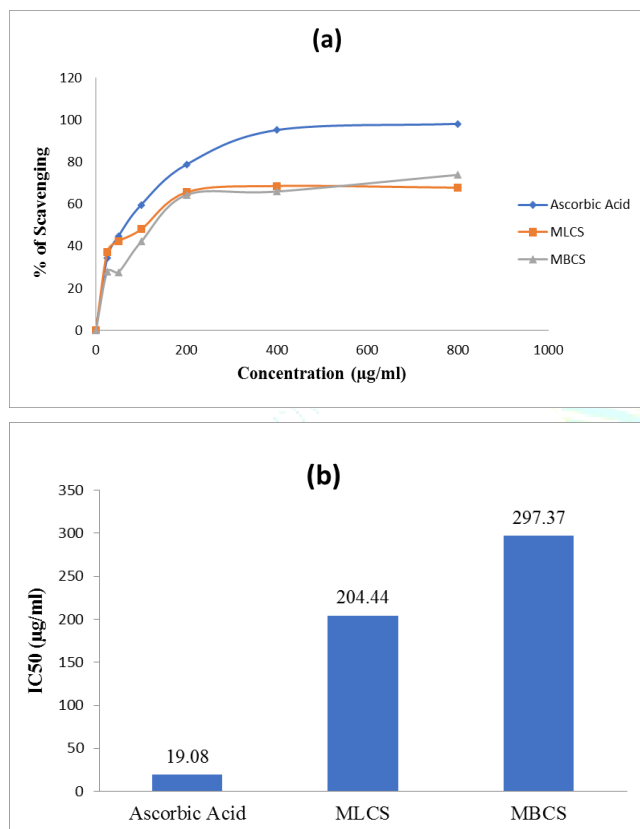 (a)
% of Scavenging
120
100
80
60
40
20
0
0 200 400 600 800 1000
Concentration (µg/ml)
Ascorbic Acid
MLCS
MBCS
(b)
IC50 (µg/ml)
350
300
250
200
150
100
50
0
19.08
204.44
297.37
Ascorbic Acid MLCS MBCS